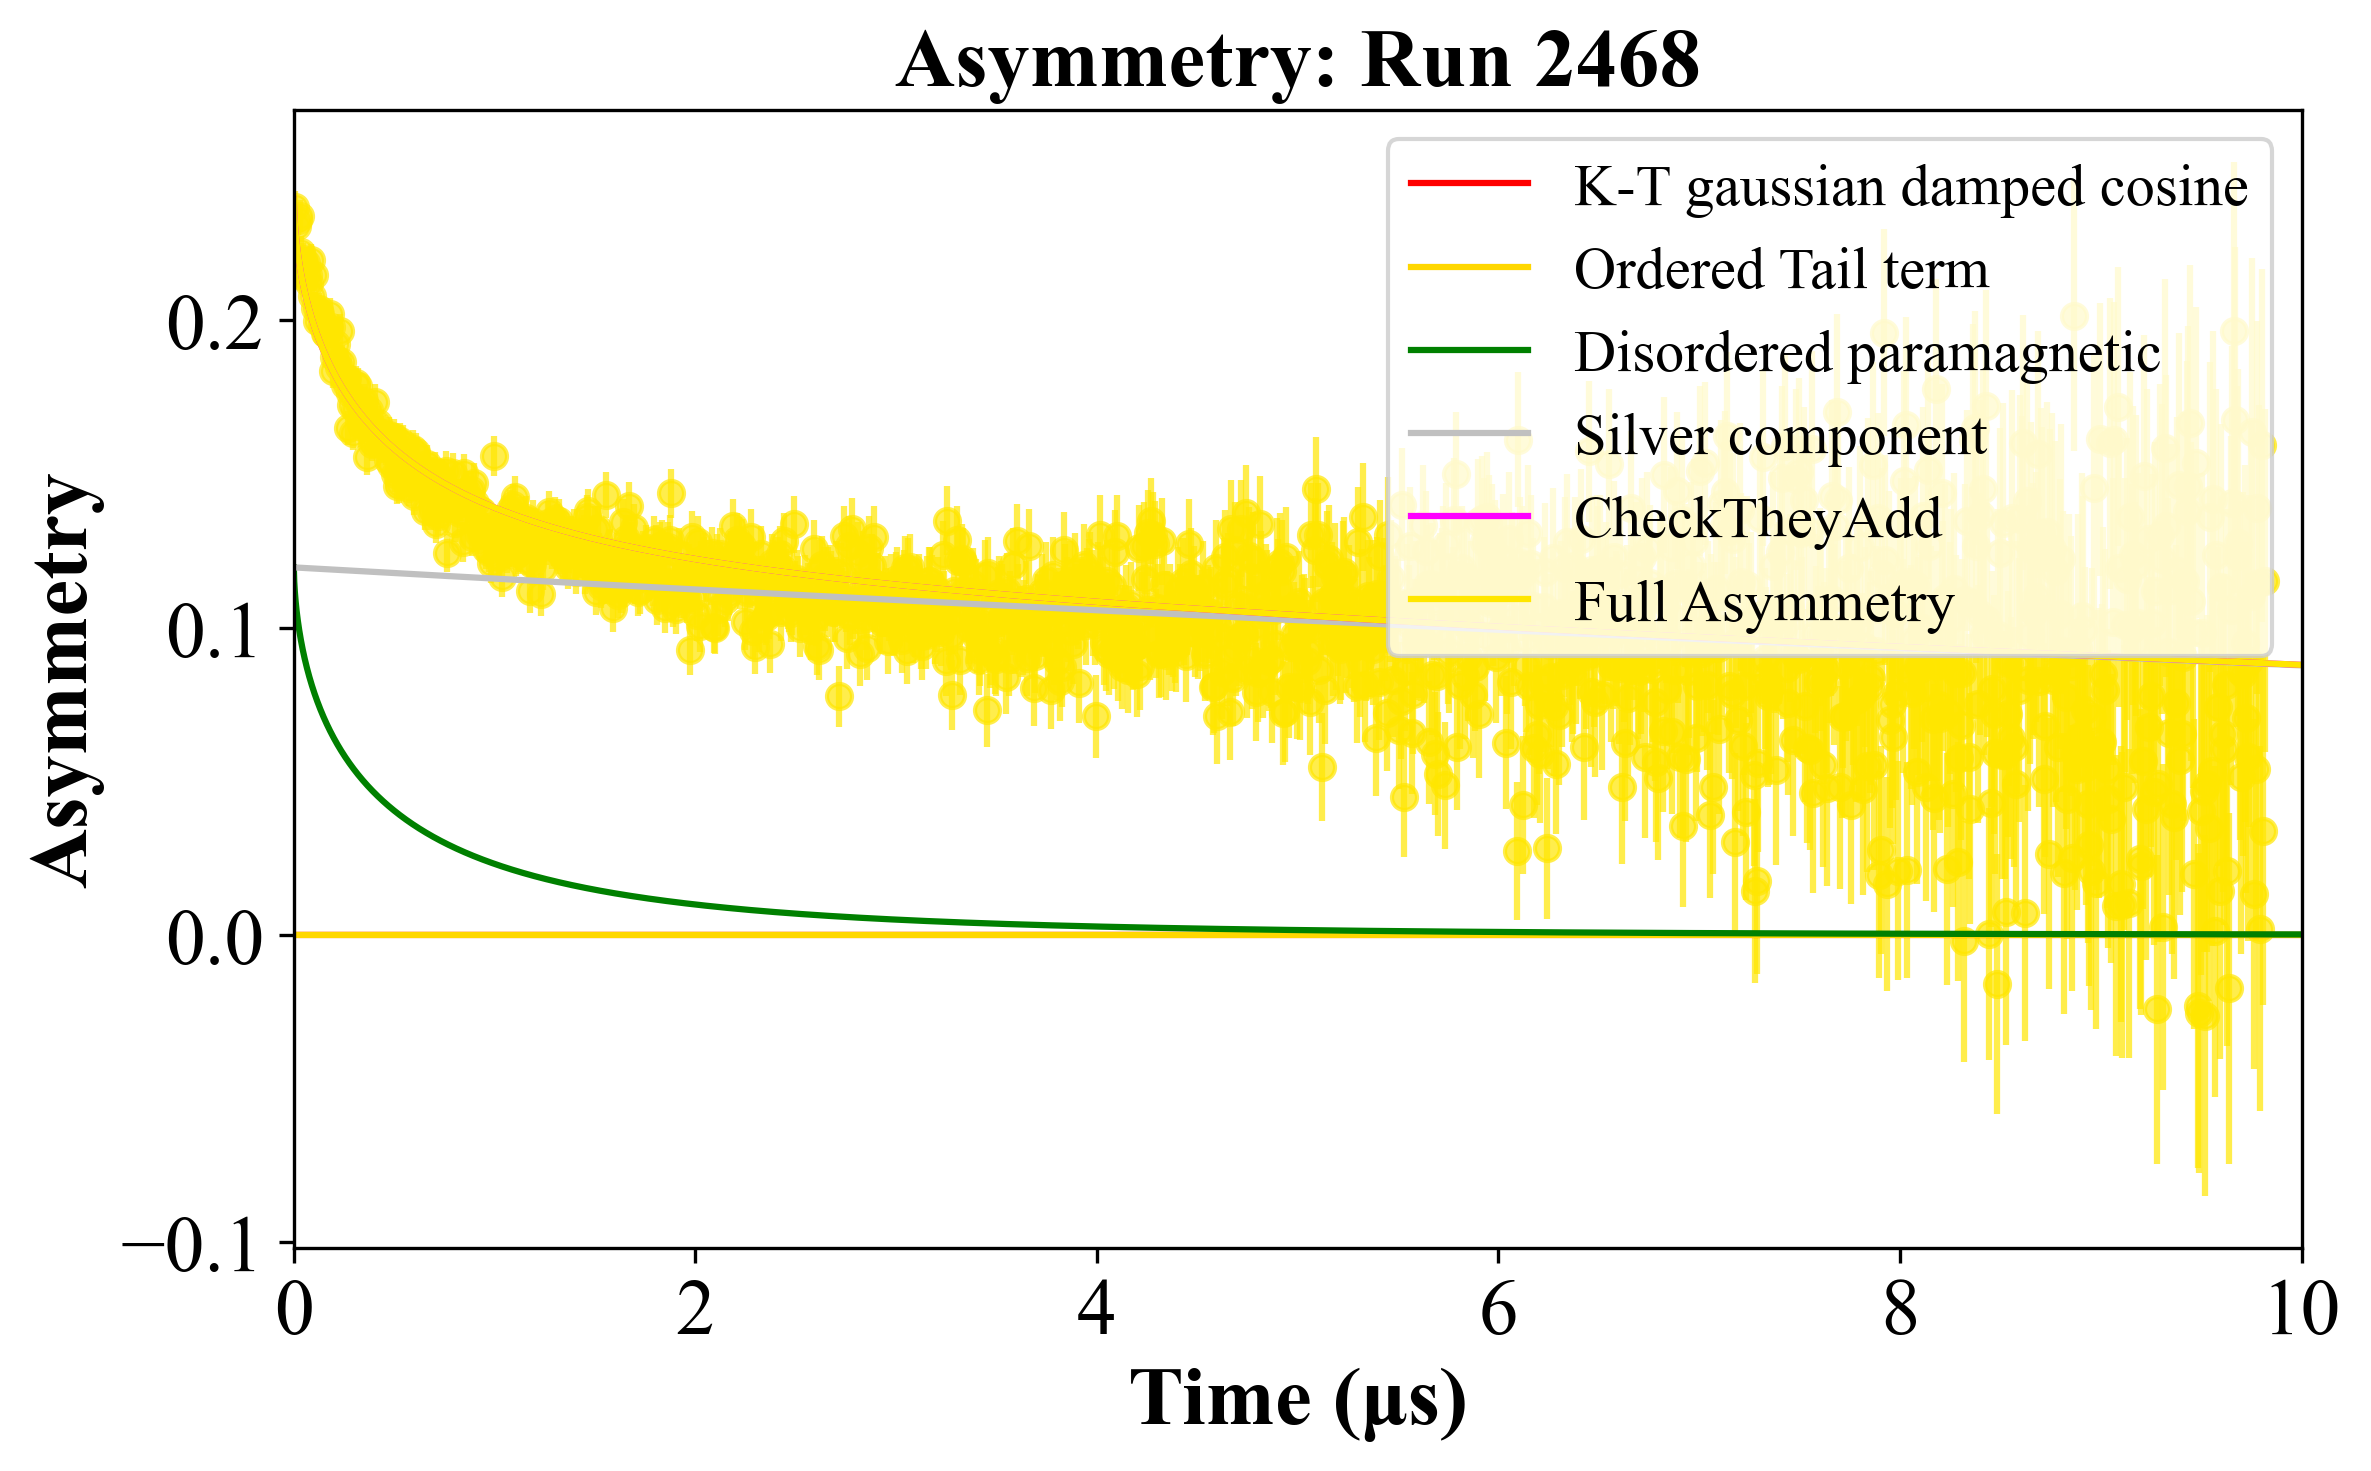 Asymmetry: Run 2468
K-T gaussian damped cosine
Ordered Tail term
Disordered paramagnetic
Silver component
CheckTheyAdd
Full Asymmetry
Asymmetry
0.2
0.1
0.0
−0.1
0 2 4 6 8 10
Time (μs)